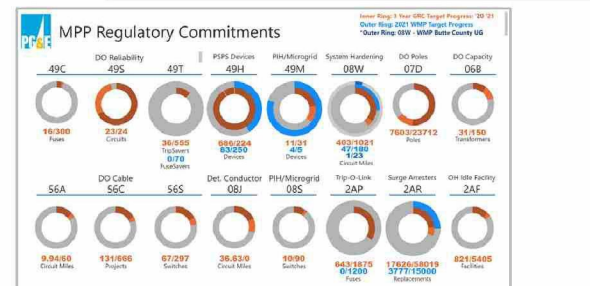 PG&E
MPP Regulatory Commitments
Inner Ring: 3 Year GRC Target Progress: '20 '21
Outer Ring: 2021 WMP Target Progress
*Outer Ring: 08W - WMP Butte County UG
DO Reliability
PSPS Devices
PIH/Microgrid
System Hardening
DO Poles
DO Capacity
49C
49S
49T
49H
49M
08W
07D
06B
16/300
Fuses
23/24
Circuits
36/555
TripSavers
0/70
FuseSavers
686/224
83/250
Devices
11/31
4/5
Devices
403/1021
47/180
1/23
Circuit Miles
7603/23712
Poles
31/150
Transformers
DO Cable
Det. Conductor
PIH/Microgrid
Trip-O-Link
Surge Arresters
OH Idle Facility
56A
56C
56S
08J
08S
2AP
2AR
2AF
9.94/60
Circuit Miles
131/666
Projects
67/297
Switches
36.63/0
Circuit Miles
10/90
Switches
643/1875
0/1200
Fuses
17626/58019
3777/15000
Replacements
821/5405
Facilities